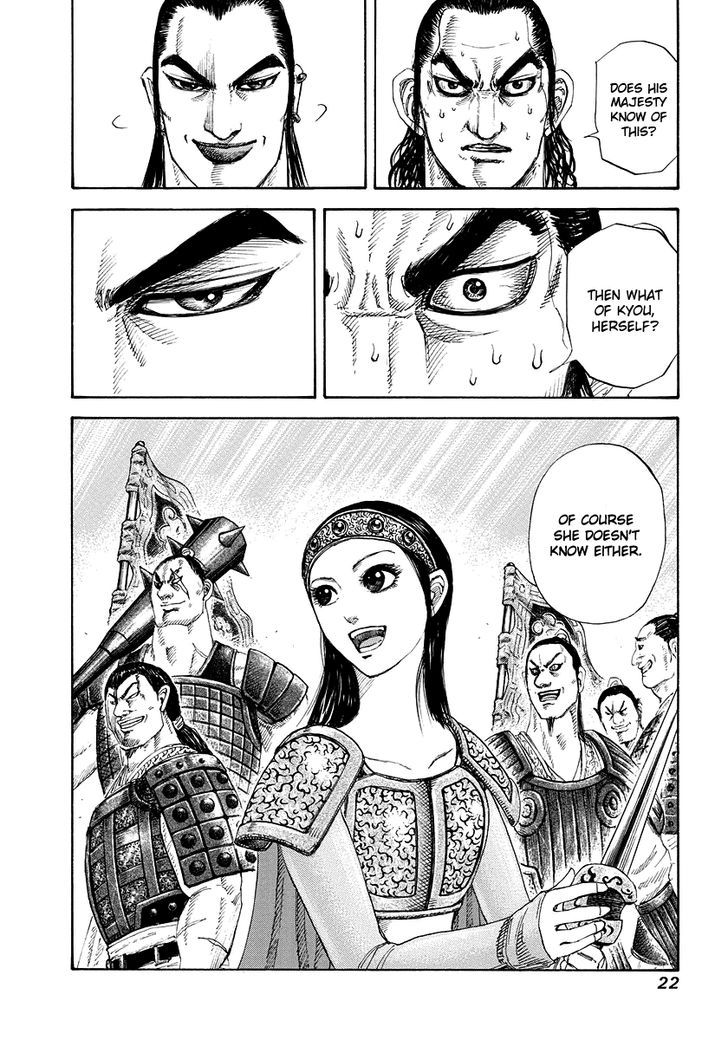 DOES HIS
MAJESTY
KNOW OF
THIS?
THEN WHAT
OF KYOU,
HERSELF?
OF COURSE
SHE DOESN'T
KNOW EITHER.
22